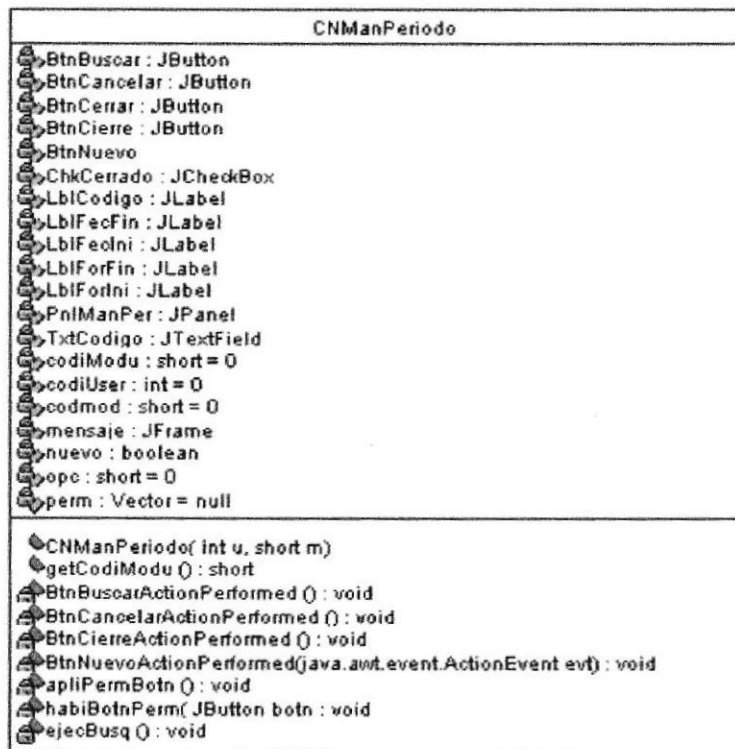 CNManPeriodo
BtnBuscar : JButton
BtnCancelar : JButton
BtnCerrar : JButton
BtnCierre : JButton
BtnNuevo
ChkCerrado : JCheckBox
LblCodigo : JLabel
LblFecFin : JLabel
LblFecIni : JLabel
LblForFin : JLabel
LblForIni : JLabel
PnlManPer : JPanel
TxtCodigo : JTextField
codiModu : short = 0
codiUser : int = 0
codmod : short = 0
mensaje : JFrame
nuevo : boolean
opc : short = 0
perm : Vector = null
CNManPeriodo( int u, short m)
getCodiModu () : short
BtnBuscarActionPerformed () : void
BtnCancelarActionPerformed () : void
BtnCierreActionPerformed () : void
BtnNuevoActionPerformed(java.awt.event.ActionEvent evt) : void
apliPermBotn () : void
habiBotnPerm( JButton botn : void
ejecBusq () : void